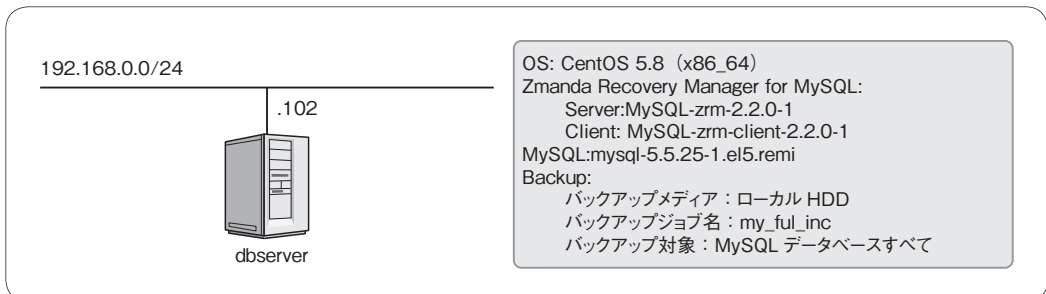 192.168.0.0/24
.102
dbserver
OS: CentOS 5.8（x86_64）
Zmanda Recovery Manager for MySQL:
Server:MySQL-zrm-2.2.0-1
Client: MySQL-zrm-client-2.2.0-1
MySQL:mysql-5.5.25-1.el5.remi
Backup:
バックアップメディア：ローカル HDD
バックアップジョブ名：my_ful_inc
バックアップ対象：MySQL データベースすべて